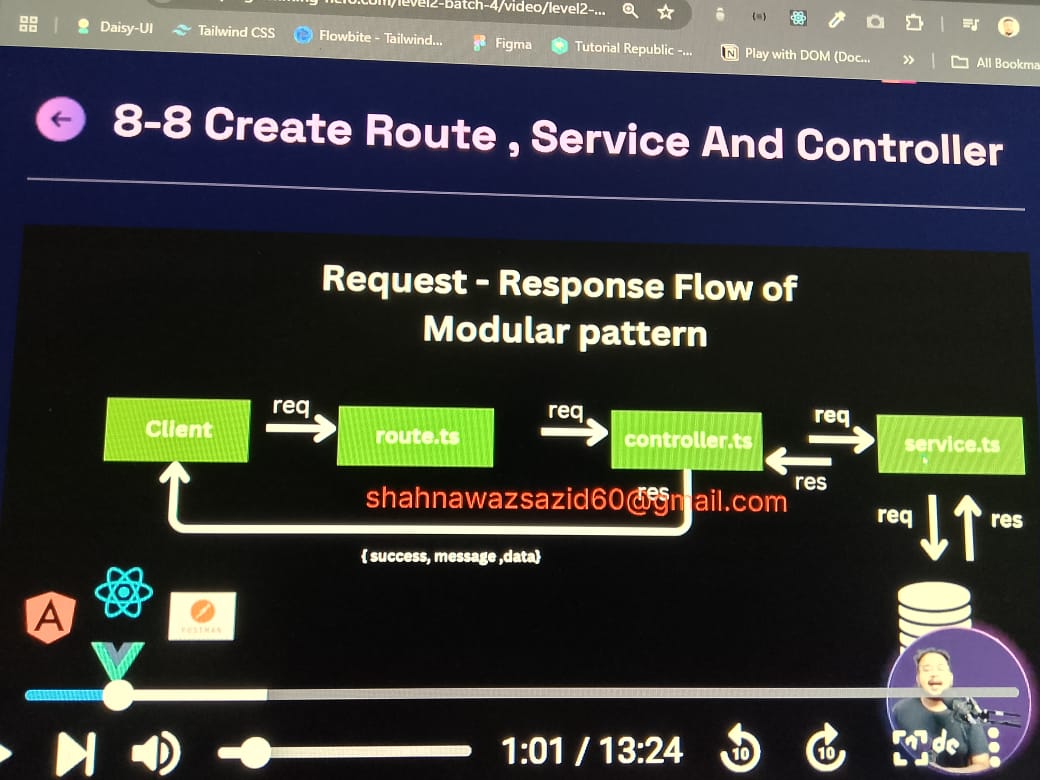 /level2-batch-4/video/level2-...
Daisy-UI
Tailwind CSS
Flowbite - Tailwind...
Figma
Tutorial Republic -...
Play with DOM (Doc...
»
All Bookma
8-8 Create Route , Service And Controller
Request - Response Flow of
Modular pattern
Client
req
route.ts
req
controller.ts
req
res
service.ts
res
shahnawazsazid60@gmail.com
req
res
{ success, message ,data}
POSTMAN
1:01 / 13:24
10
10